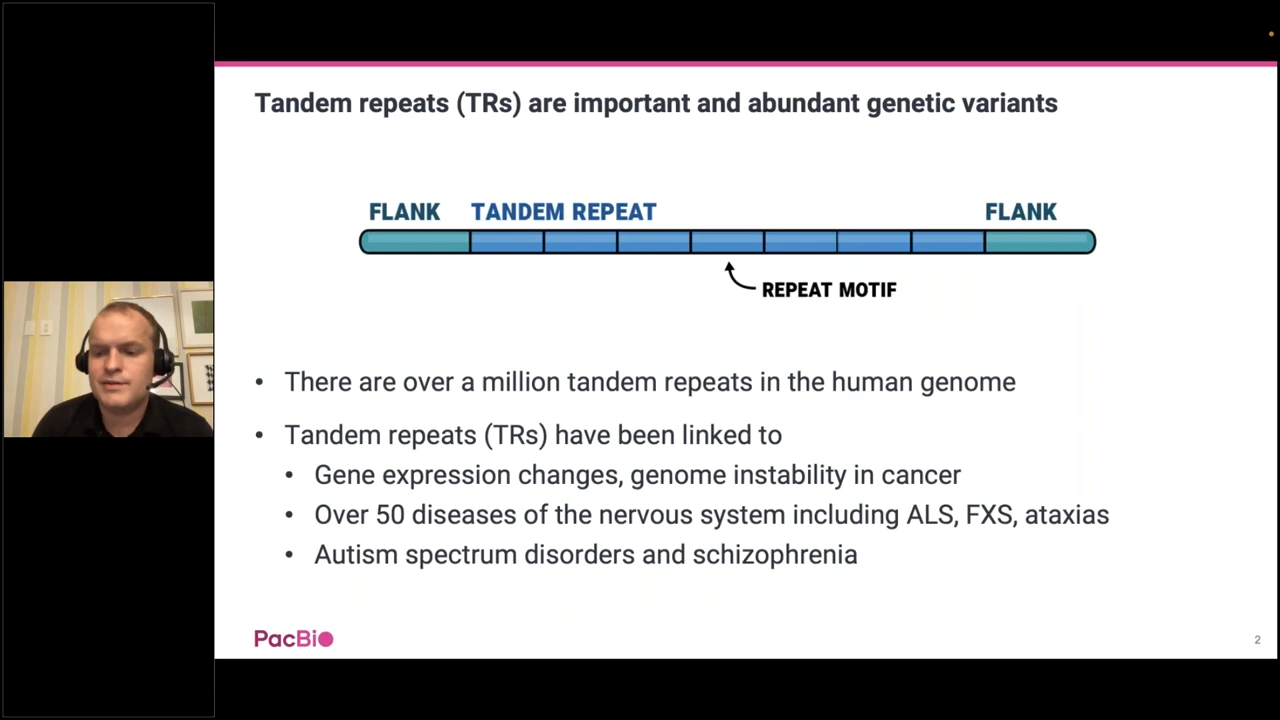 Tandem repeats (TRs) are important and abundant genetic variants
FLANK TANDEM REPEAT FLANK
REPEAT MOTIF
• There are over a million tandem repeats in the human genome
• Tandem repeats (TRs) have been linked to
• Gene expression changes, genome instability in cancer
• Over 50 diseases of the nervous system including ALS, FXS, ataxias
• Autism spectrum disorders and schizophrenia
PacBio
2